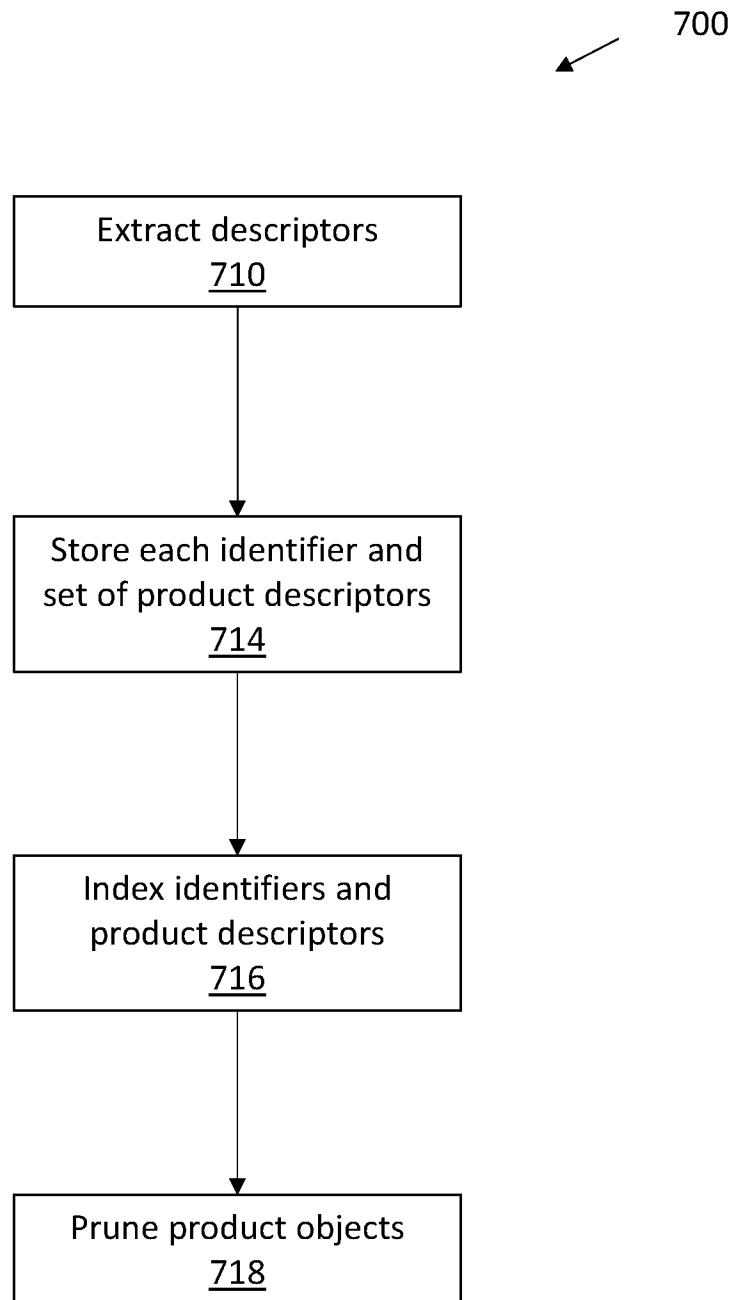 700
Extract descriptors
710
Store each identifier and
set of product descriptors
714
Index identifiers and
product descriptors
716
Prune product objects
718